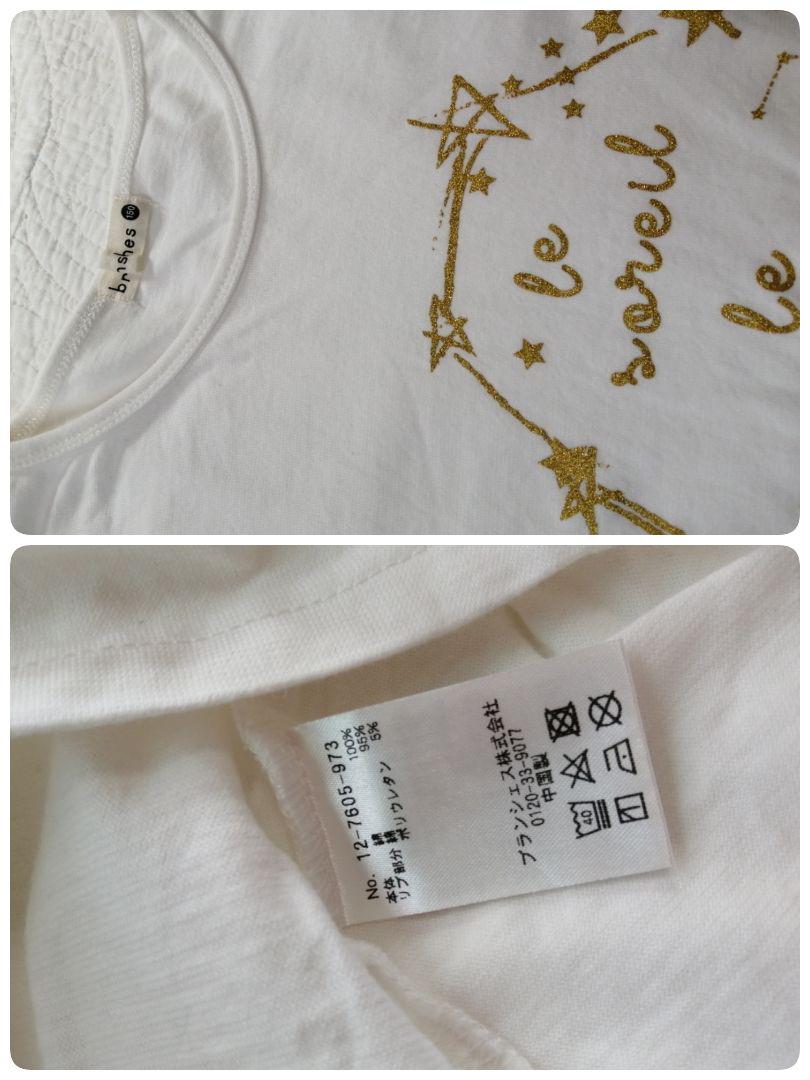 150
brshes
le
soreil
le
No. 12-7605-973
本体 綿 100%
リブ部分 綿 95%
ポリウレタン 5%
ブランシェス株式会社
0120-33-9077
中国製
40